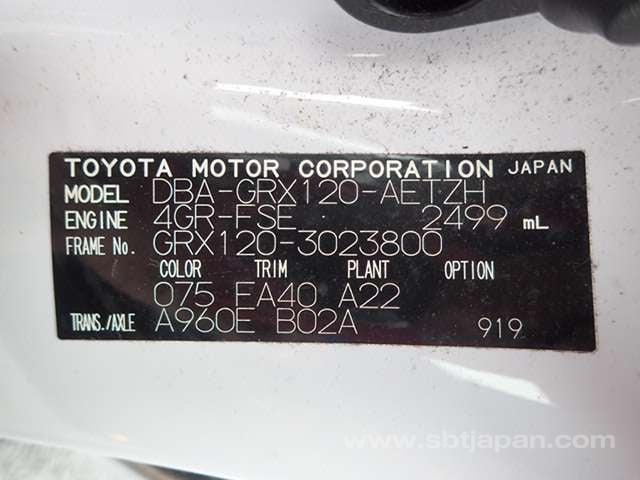 TOYOTA MOTOR CORPORATION JAPAN
MODEL DBA-GRX120-AETZH
ENGINE 4GR-FSE 2499 mL
FRAME No. GRX120-3023800
COLOR TRIM PLANT OPTION
075 FA40 A22
TRANS./AXLE A960E B02A 919
www.sbtjapan.com